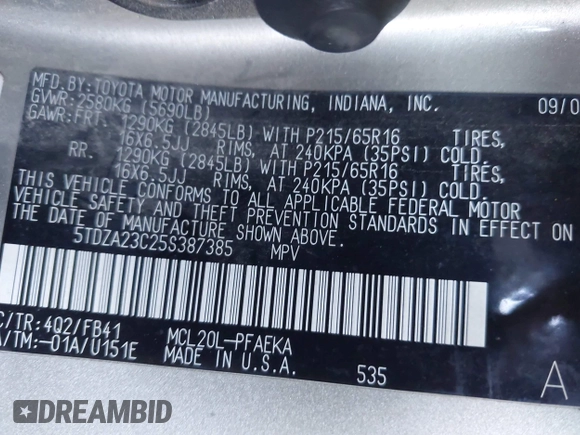 MFD.BY:TOYOTA MOTOR MANUFACTURING, INDIANA, INC. 09/0
GVWR:2580KG (5690LB)
GAWR:FRT. 1290KG (2845LB) WITH P215/65R16 TIRES,
16X6.5JJ RIMS, AT 240KPA (35PSI) COLD.
RR. 1290KG (2845LB) WITH P215/65R16 TIRES,
16X6.5JJ RIMS, AT 240KPA (35PSI) COLD.
THIS VEHICLE CONFORMS TO ALL APPLICABLE FEDERAL MOTOR
VEHICLE SAFETY AND THEFT PREVENTION STANDARDS IN EFFECT ON
THE DATE OF MANUFACTURE SHOWN ABOVE.
5TDZA23C25S387385 MPV
C/TR:4Q2/FB41 MCL20L-PFAEKA
A/TM:-01A/U151E MADE IN U.S.A. 535 A
DREAMBID